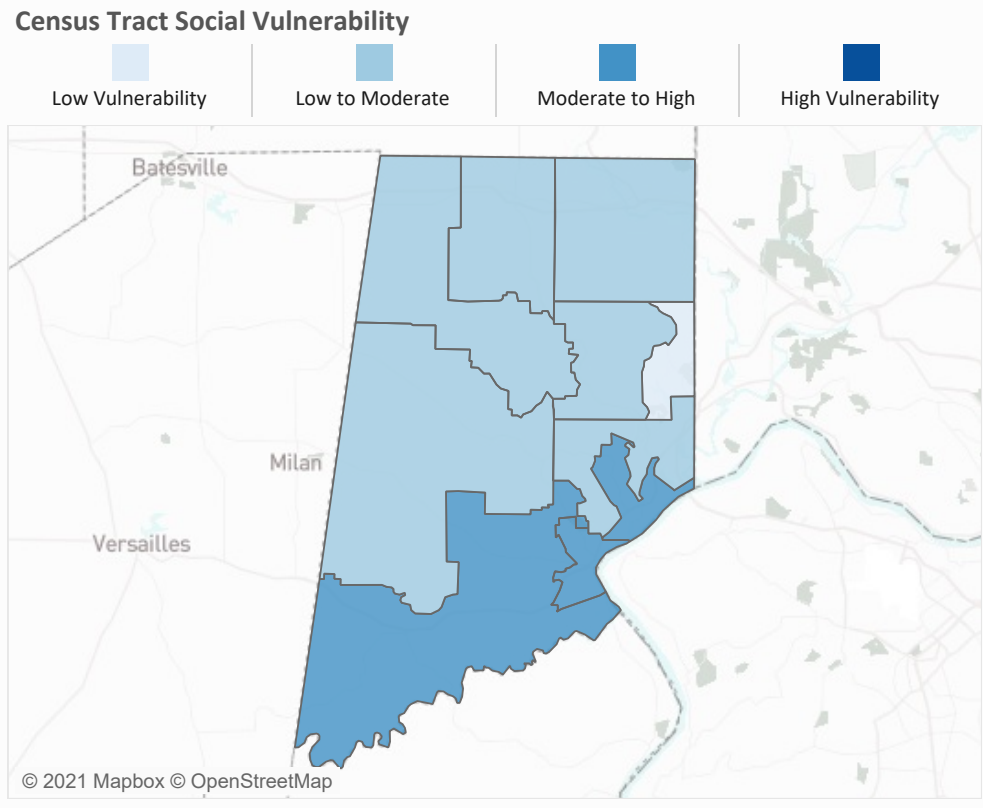 Census Tract Social Vulnerability
Low Vulnerability
Low to Moderate
Moderate to High
High Vulnerability
Batesville
Milan
Versailles
© 2021 Mapbox © OpenStreetMap